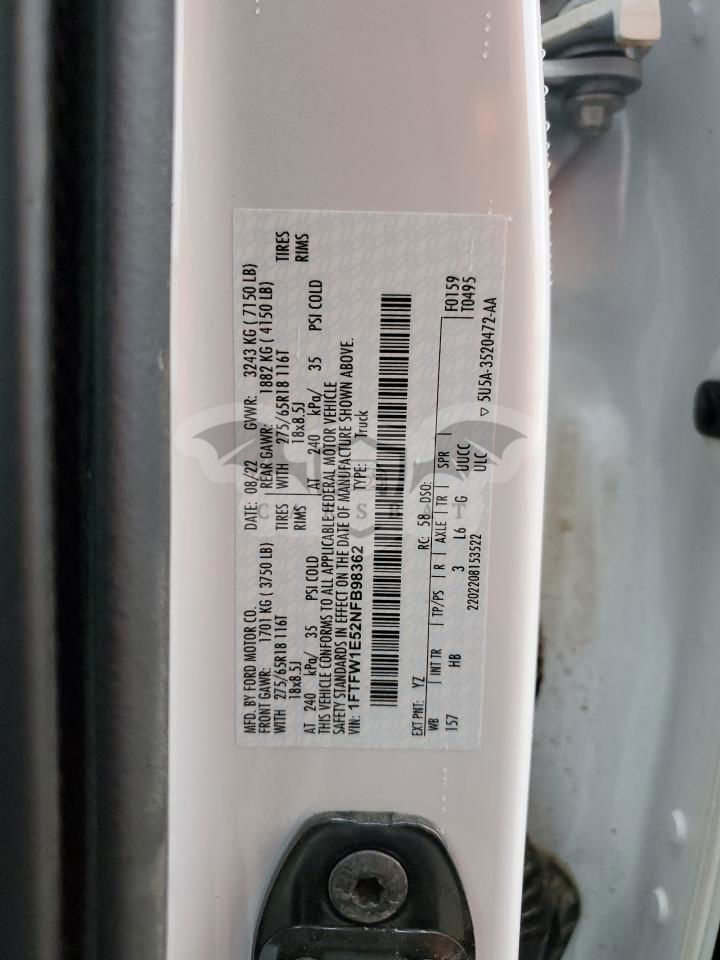 MFD. BY FORD MOTOR CO. DATE: 08/22 GVWR: 3243 KG ( 7150 LB)
FRONT GAWR: 1701 KG ( 3750 LB) REAR GAWR: 1882 KG ( 4150 LB)
WITH 275/65R18 116T TIRES WITH 275/65R18 116T TIRES
18x8.5J RIMS 18x8.5J RIMS
AT 240 kPa/ 35 PSI COLD AT 240 kPa/ 35 PSI COLD
THIS VEHICLE CONFORMS TO ALL APPLICABLE FEDERAL MOTOR VEHICLE
SAFETY STANDARDS IN EFFECT ON THE DATE OF MANUFACTURE SHOWN ABOVE.
VIN: 1FTFW1E52NFB98362 TYPE: Truck
EXT PNT: YZ RC: 58 DSO: F0159
WB INT TR TP/PS R AXLE TR SPR T0495
157 HB 3 L6 G UUCC
2202208153522 ULC ▽ 5U5A-3520472-AA